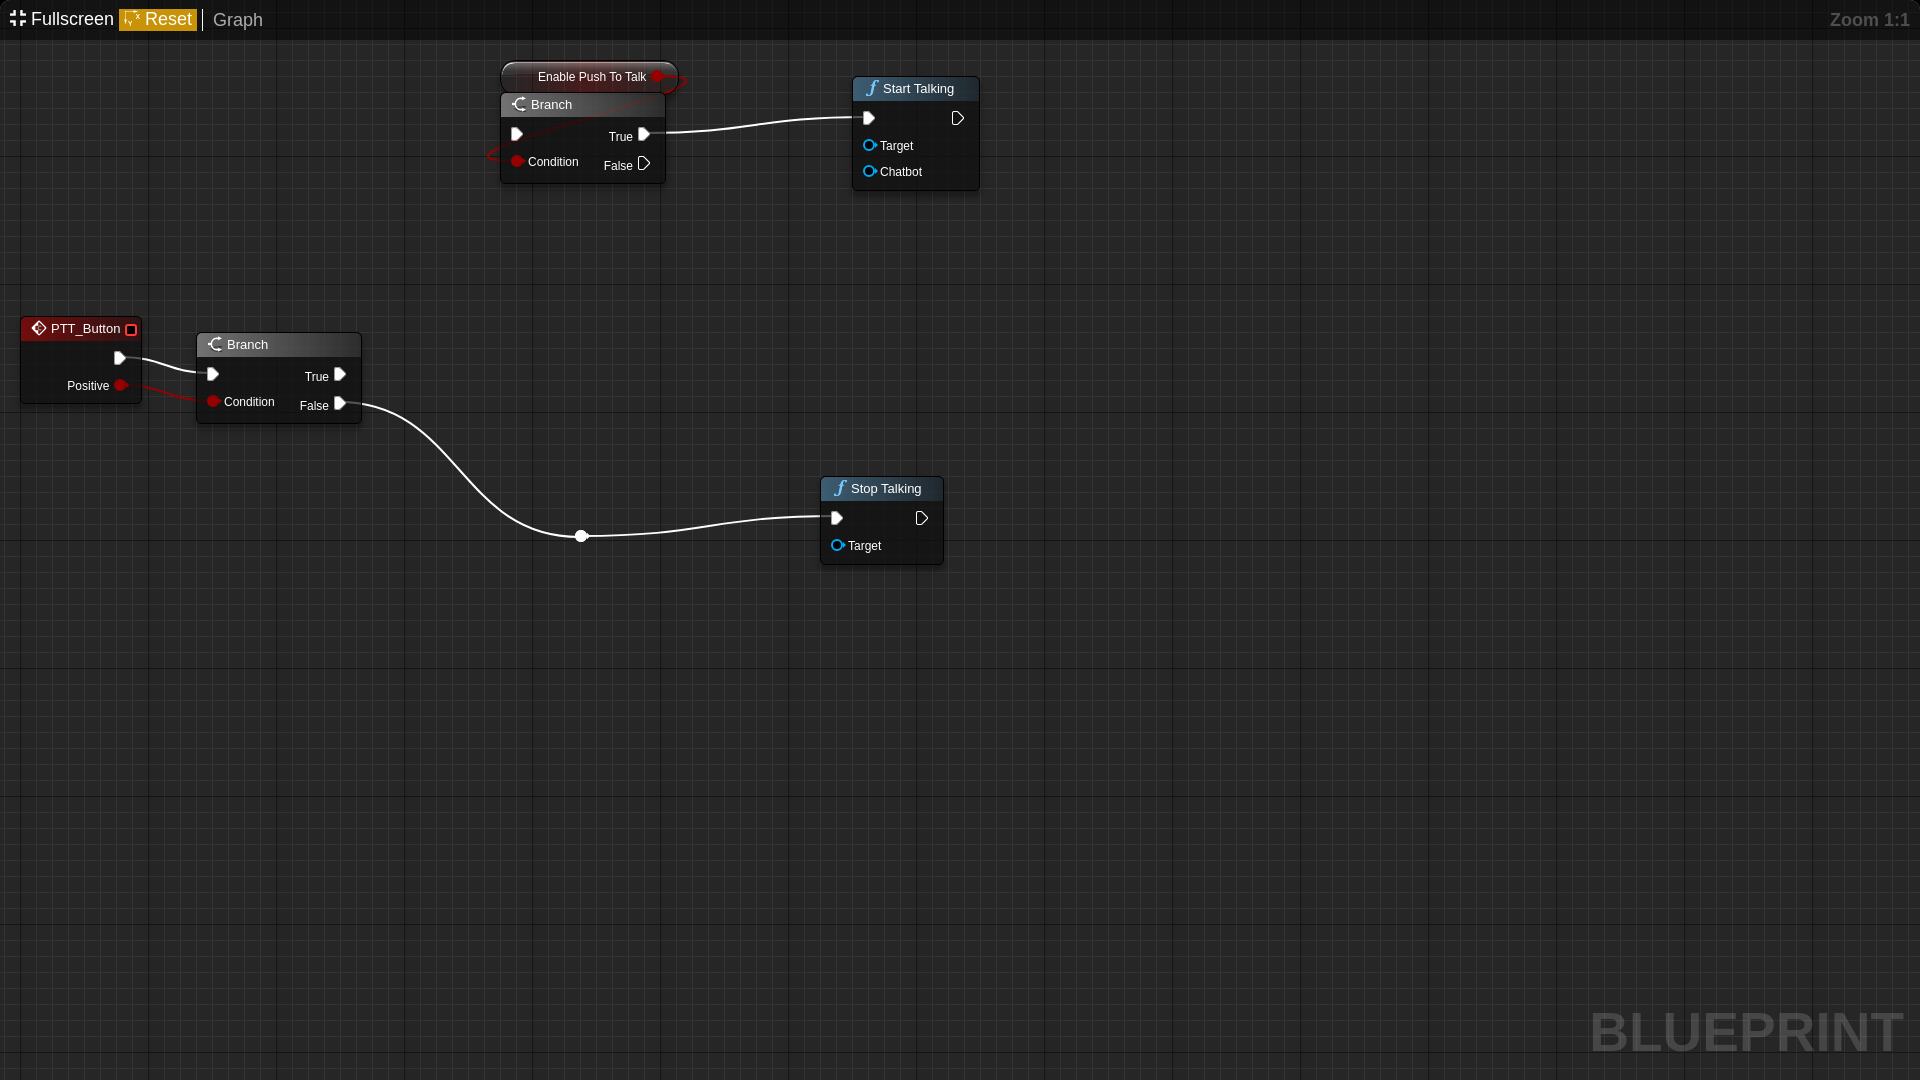 Fullscreen Reset Graph
Zoom 1:1
Enable Push To Talk
Branch
True
Condition
False
Start Talking
Target
Chatbot
PTT_Button
Positive
Branch
True
Condition
False
Stop Talking
Target
BLUEPRINT